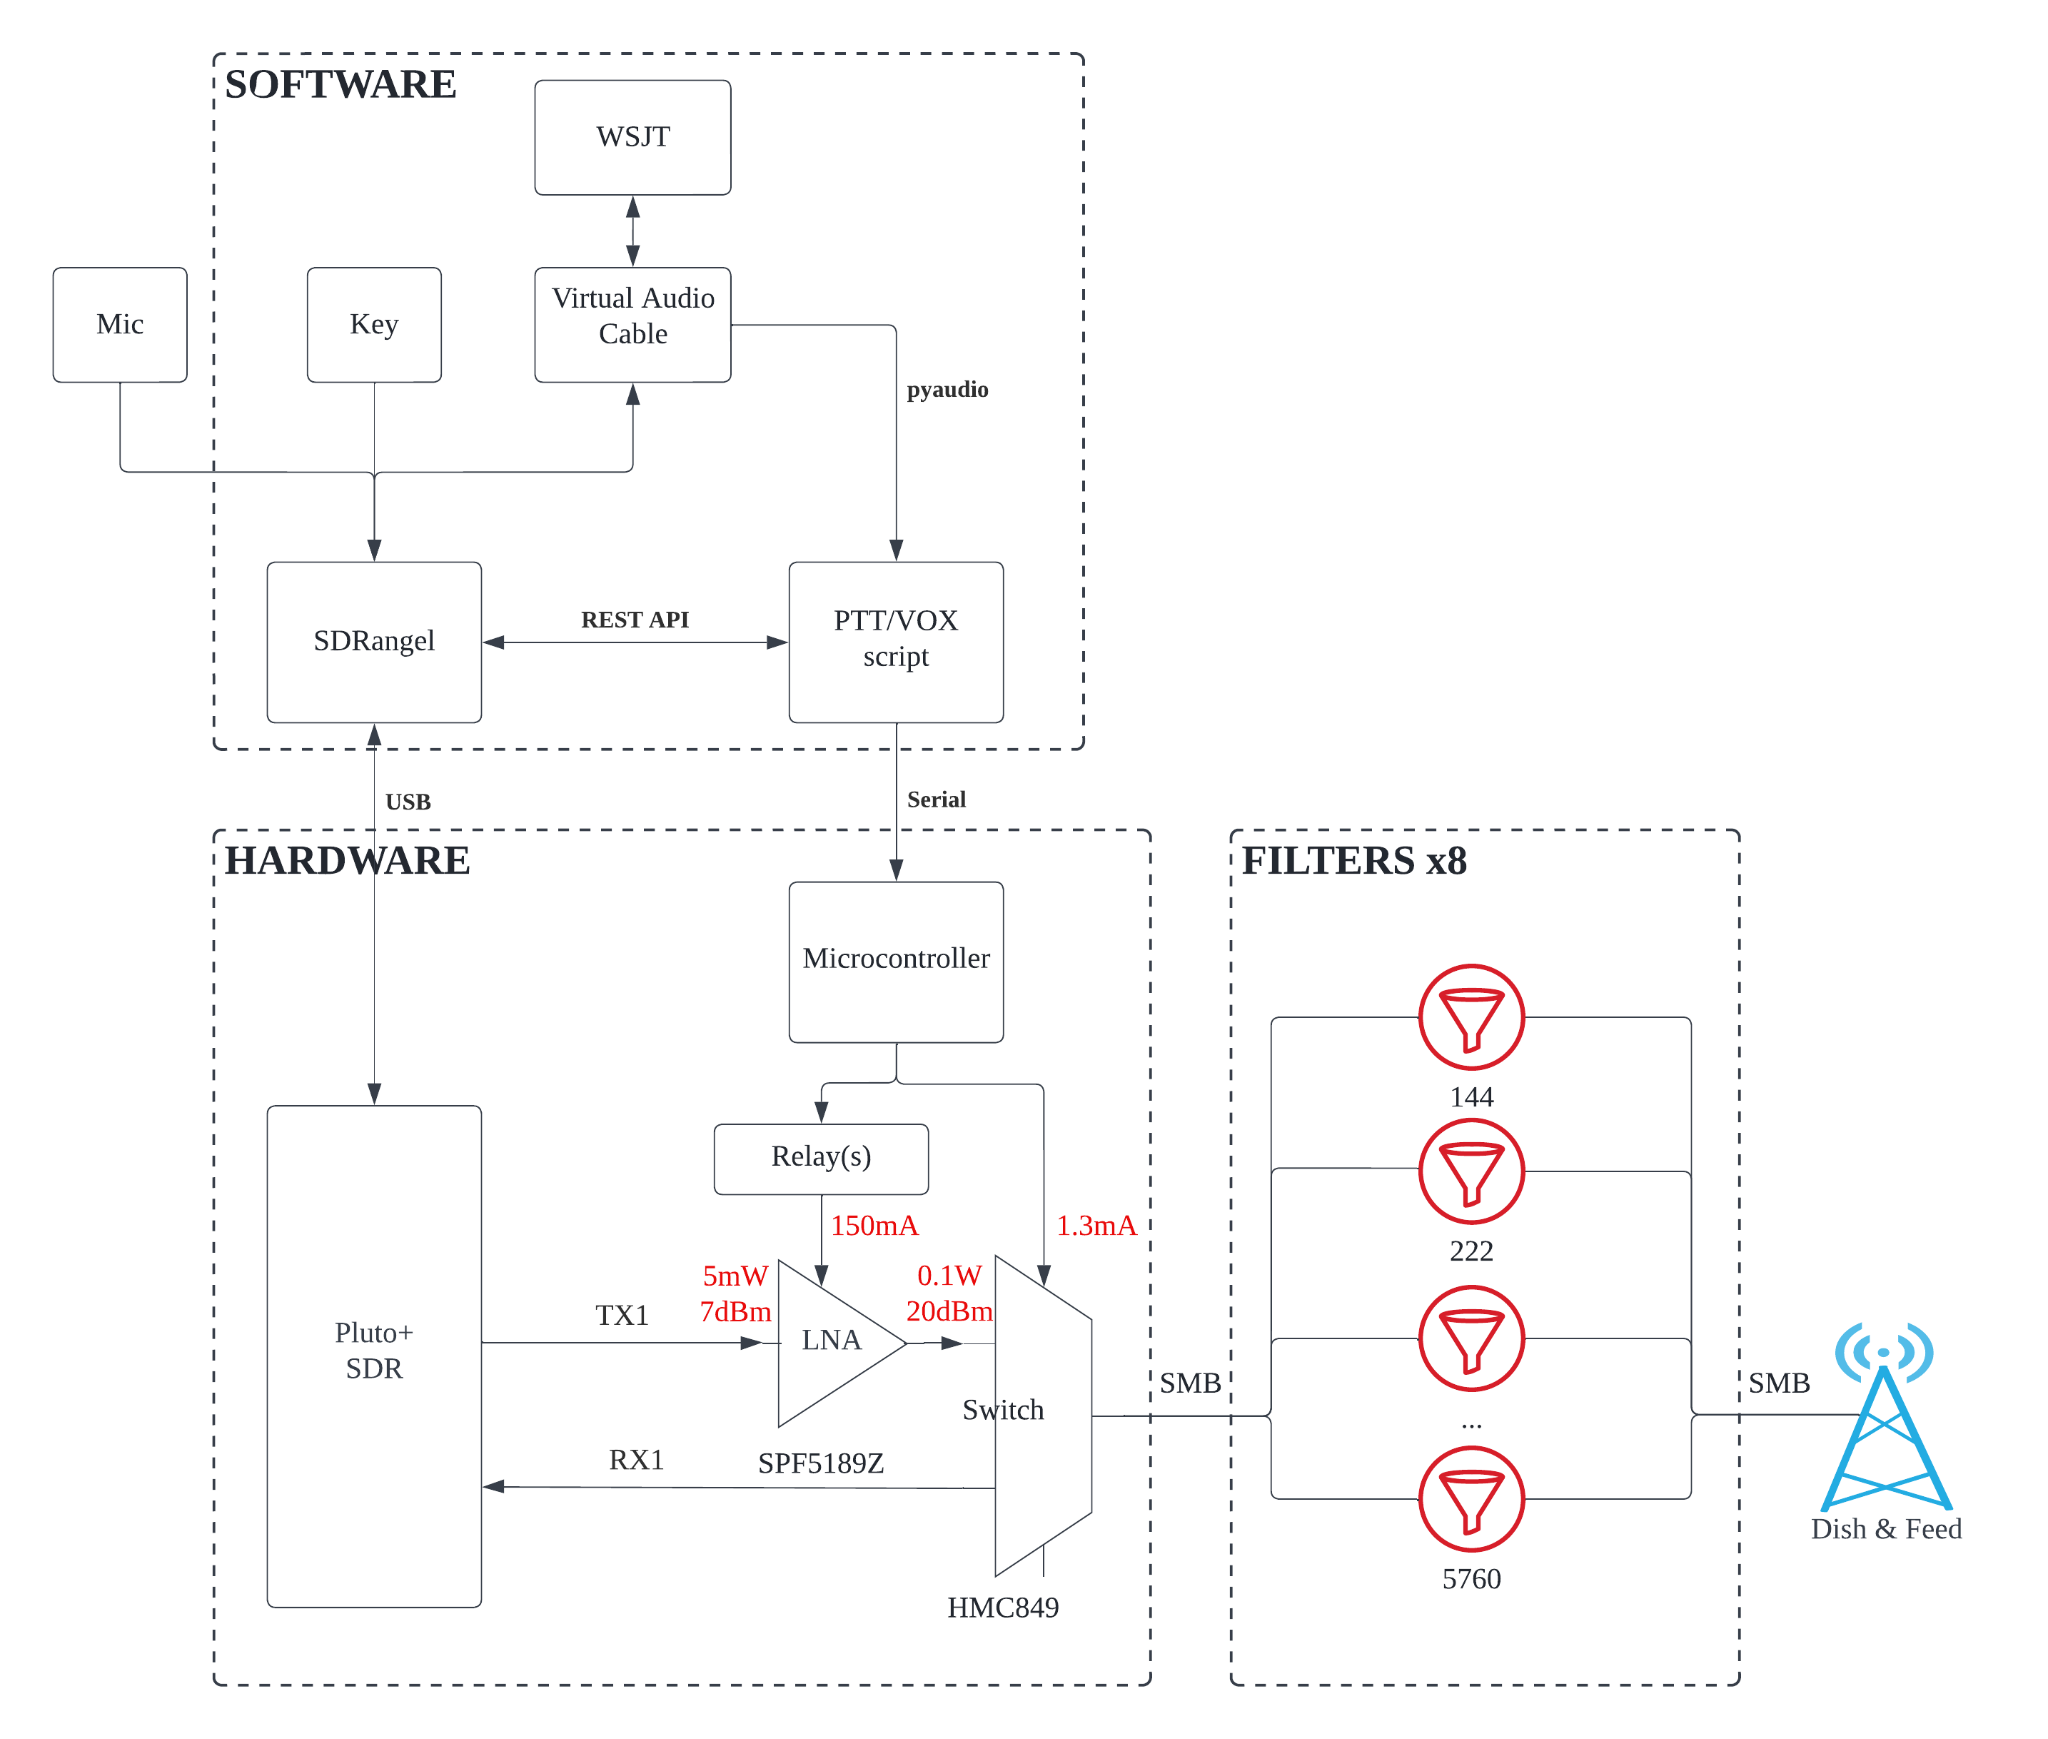 SOFTWARE
WSJT
Mic
Key
Virtual Audio
Cable
pyaudio
SDRangel
REST API
PTT/VOX
script
USB
Serial
HARDWARE
FILTERS x8
Microcontroller
144
Relay(s)
150mA
1.3mA
222
5mW
7dBm
0.1W
20dBm
TX1
LNA
Pluto+
SDR
Switch
SMB
SMB
...
RX1
SPF5189Z
Dish & Feed
5760
HMC849